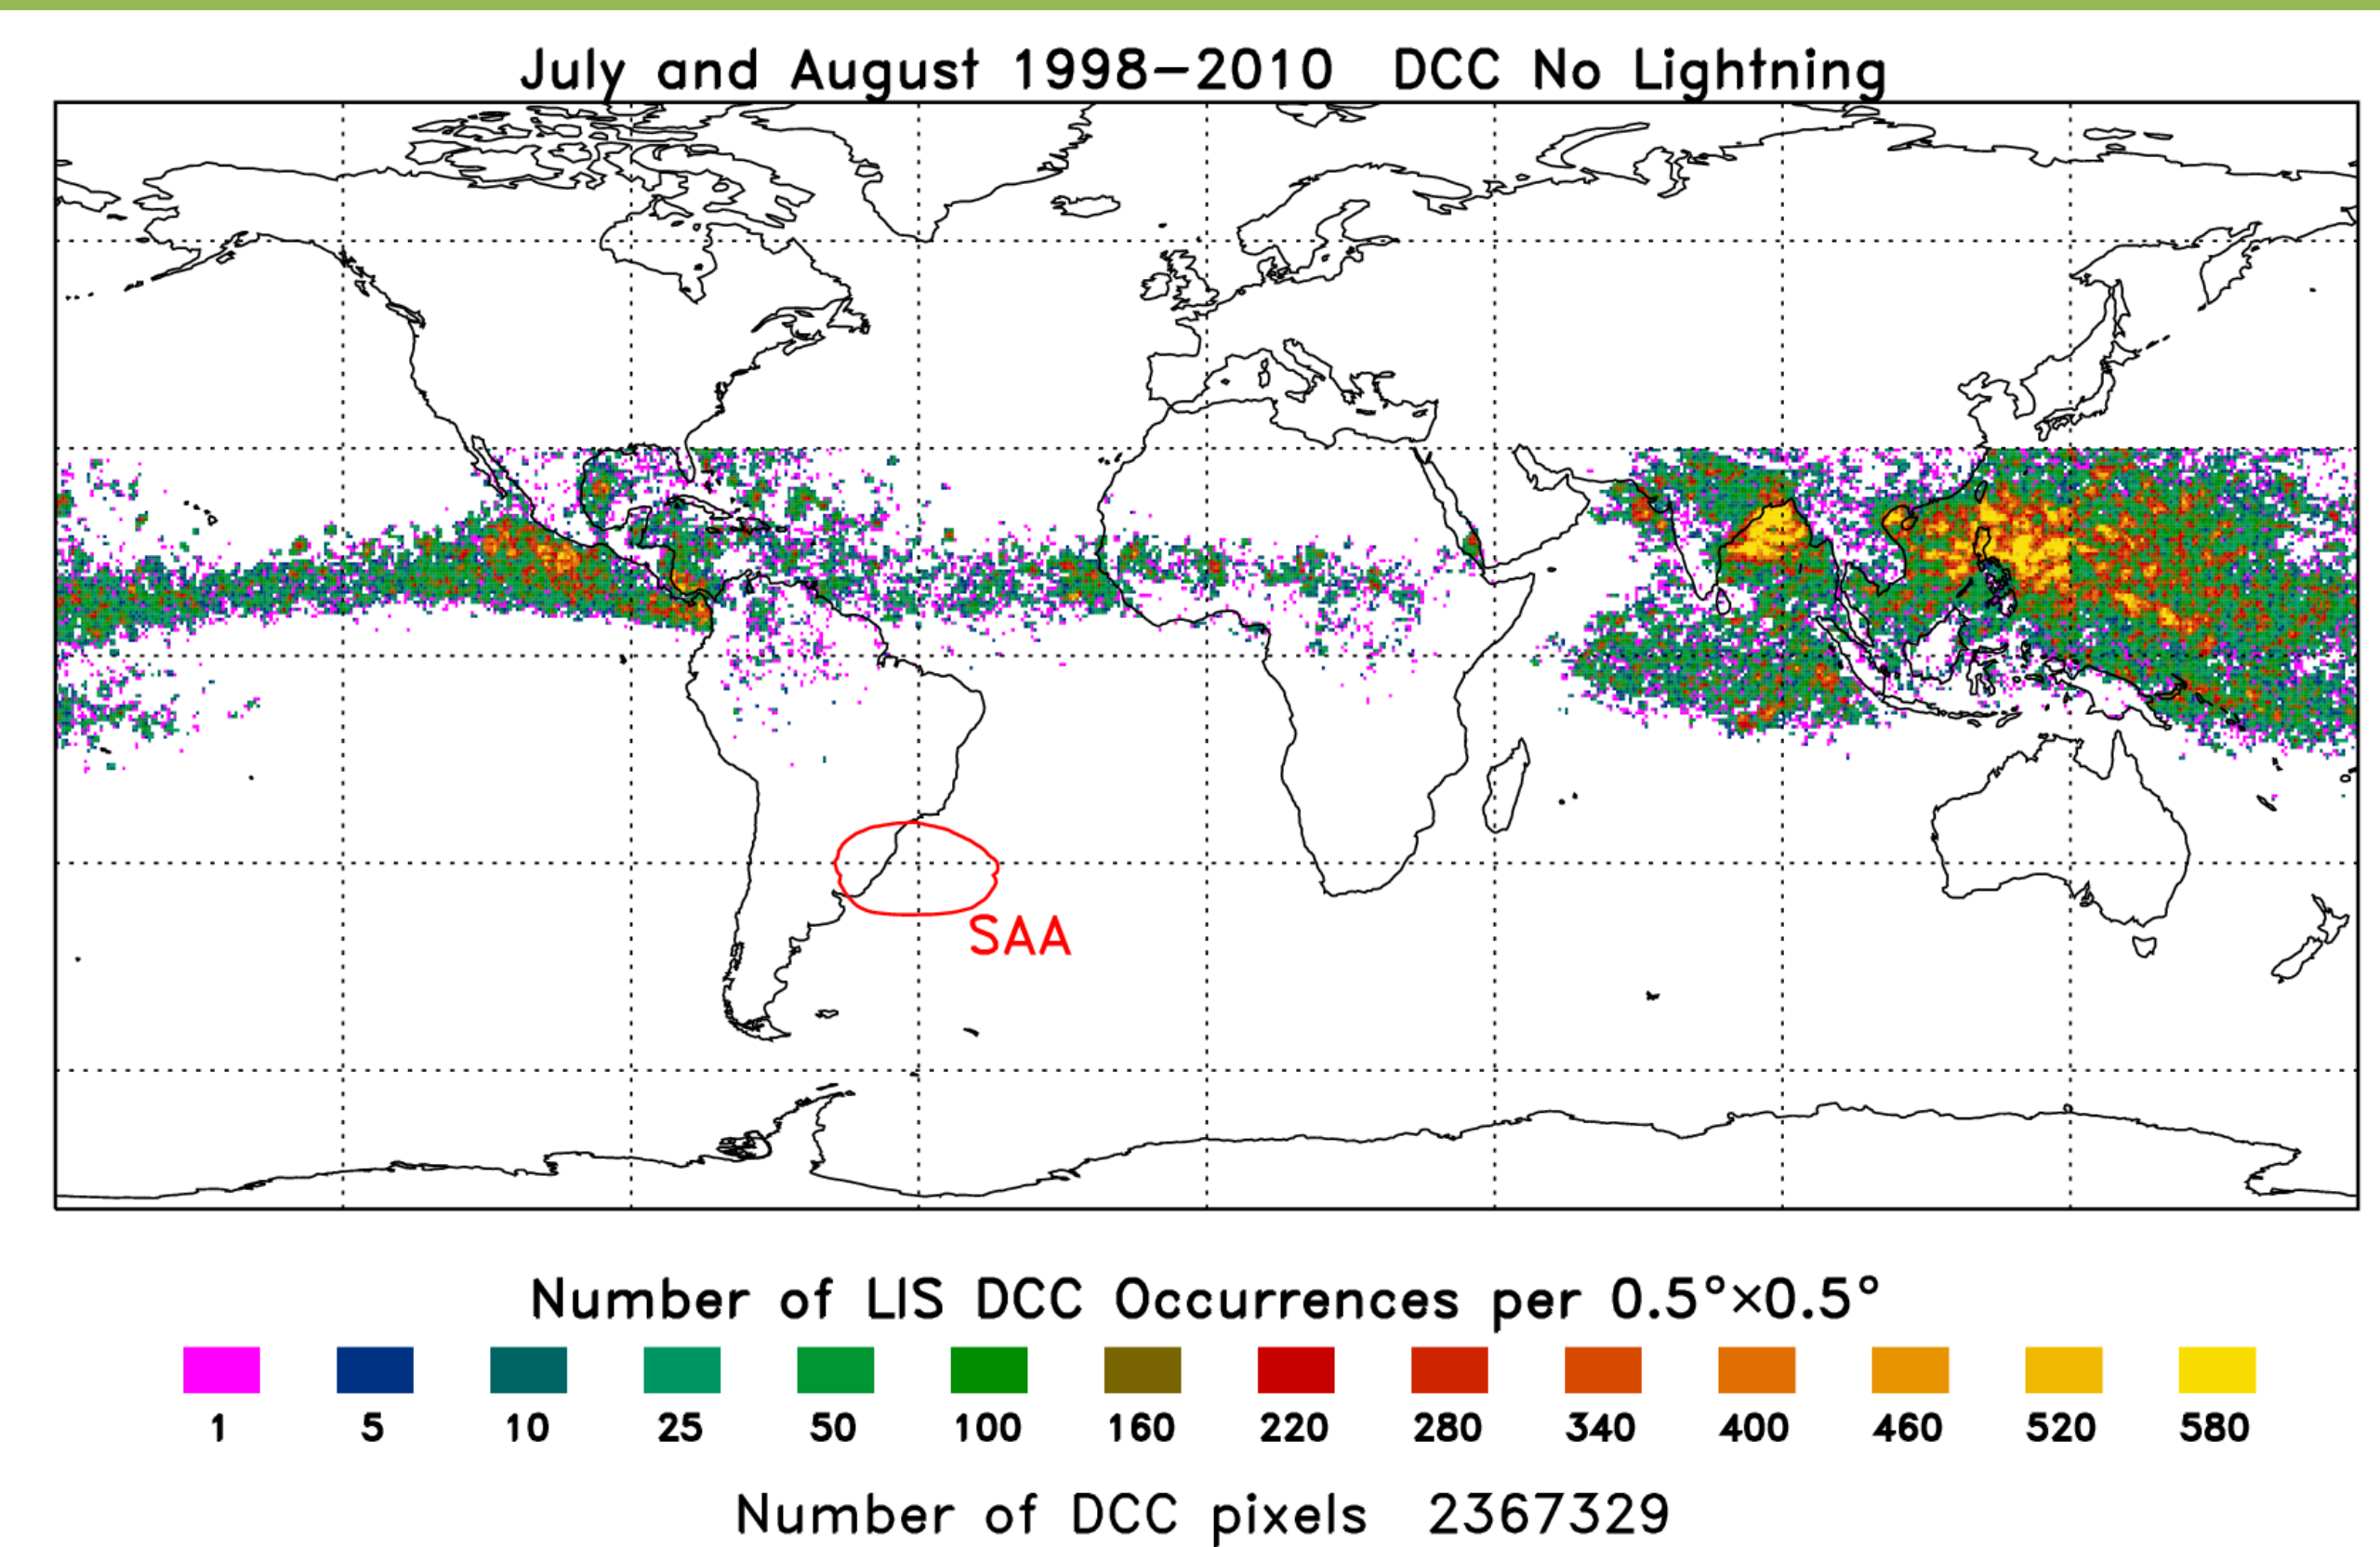 July and August 1998-2010 DCC No Lightning
SAA
Number of LIS DCC Occurrences per 0.5°×0.5°
1 5 10 25 50 100 160 220 280 340 400 460 520 580
Number of DCC pixels 2367329